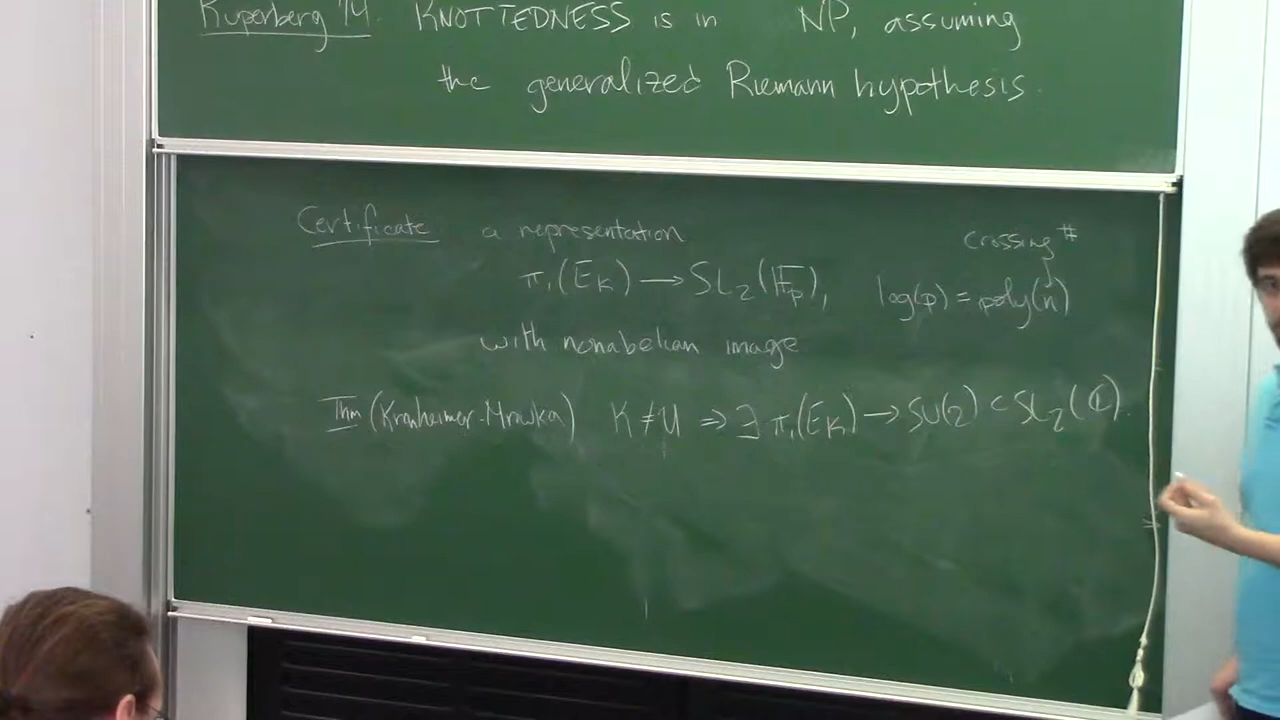 Kuperberg '14. KNOTTEDNESS is in NP, assuming
the generalized Riemann hypothesis.
Certificate a representation
crossing #
π₁(E_K) → SL₂(𝔽_p), log(p) = poly(n)
with nonabelian image
Thm (Kronheimer-Mrowka) K ≠ U ⇒ ∃ π₁(E_K) → SU(2) ⊂ SL₂(ℂ).